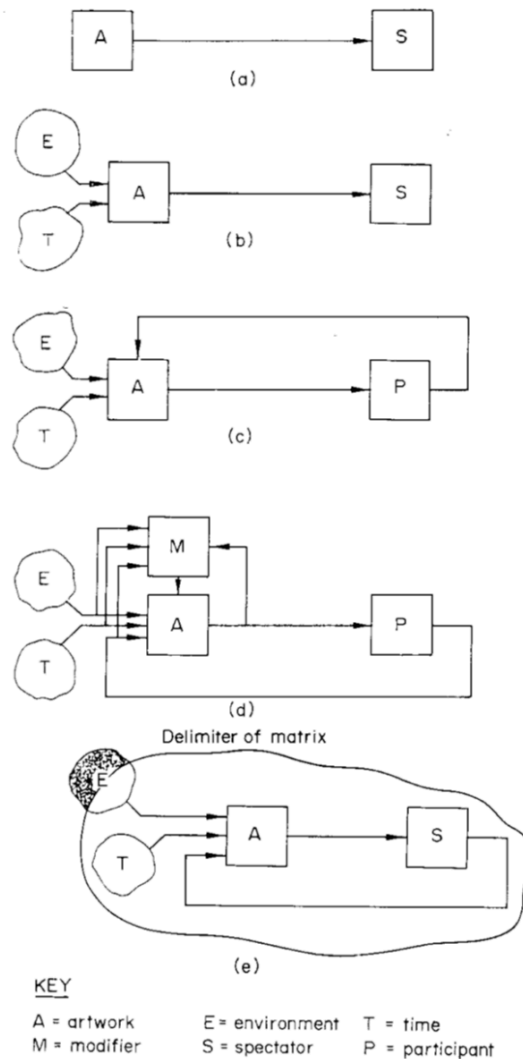 A S
(a)
E
A S
T
(b)
E
A P
T
(c)
M
E
A
P
T
(d)
Delimiter of matrix
E
A S
T
(e)
KEY
A = artwork E = environment T = time
M = modifier S = spectator P = participant